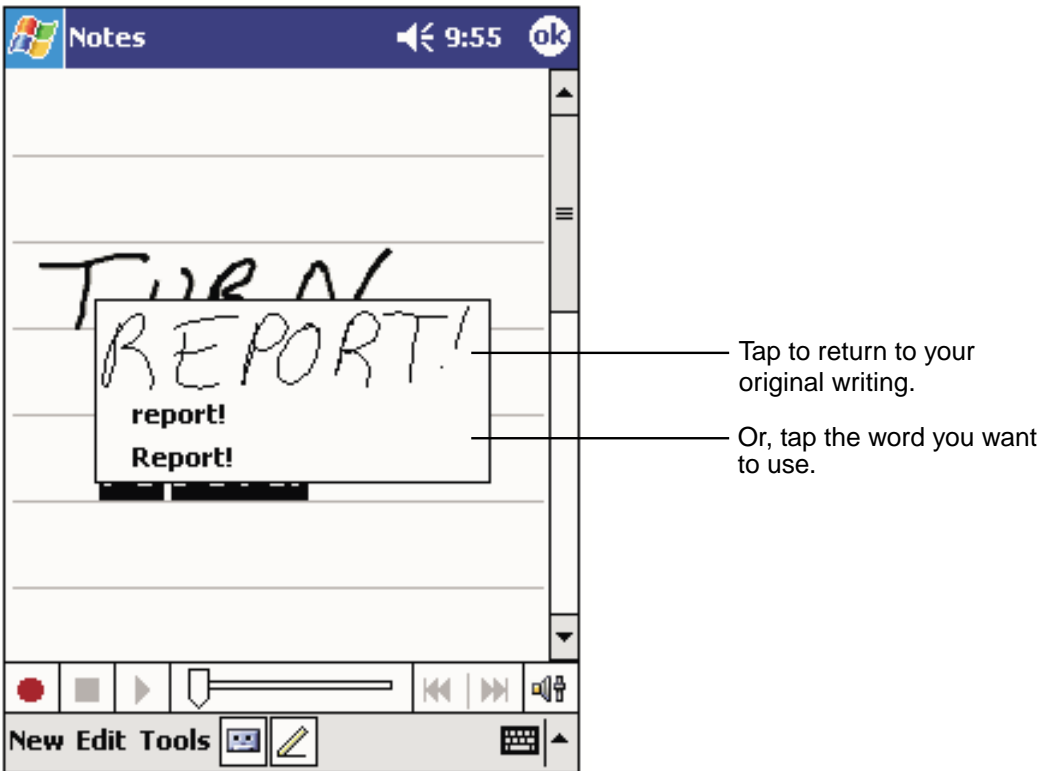 Notes 9:55 ok
TURN
REPORT!
report!
Report!
New Edit Tools
Tap to return to your
original writing.
Or, tap the word you want
to use.